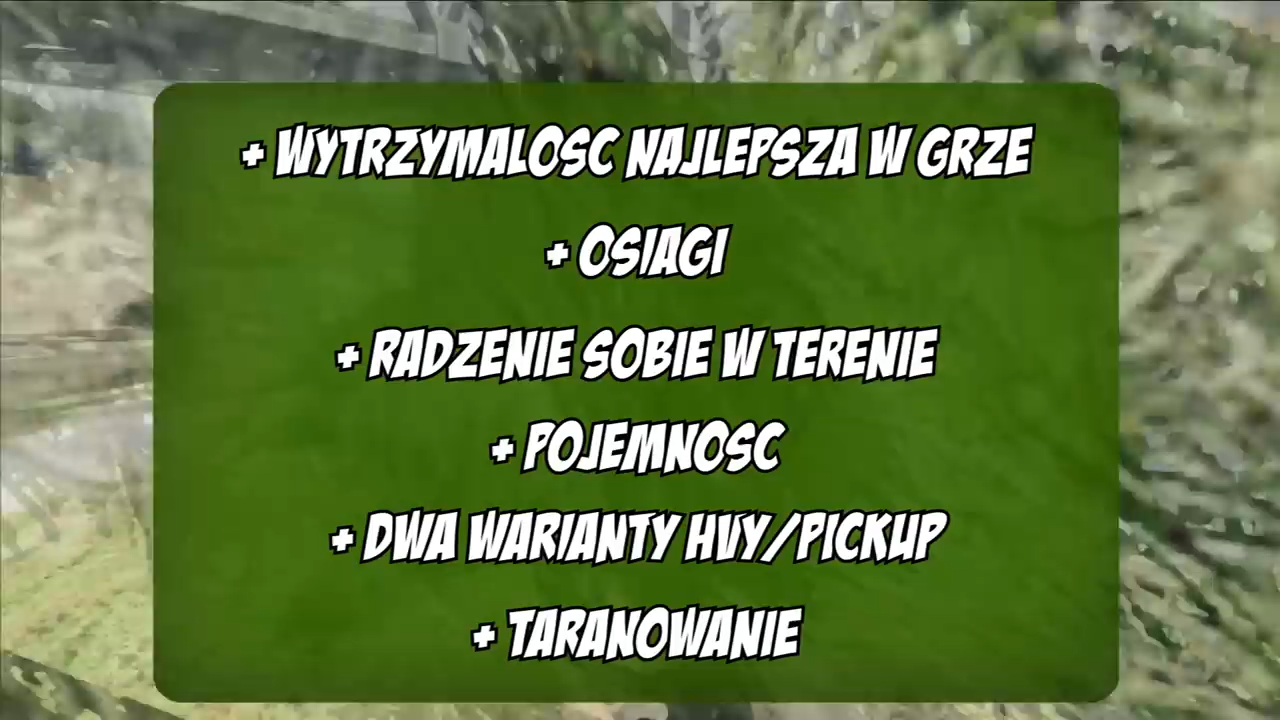 + WYTRZYMALOSC NAJLEPSZA W GRZE
+ OSIAGI
+ RADZENIE SOBIE W TERENIE
+ POJEMNOSC
+ DWA WARIANTY HVY/PICKUP
+ TARANOWANIE